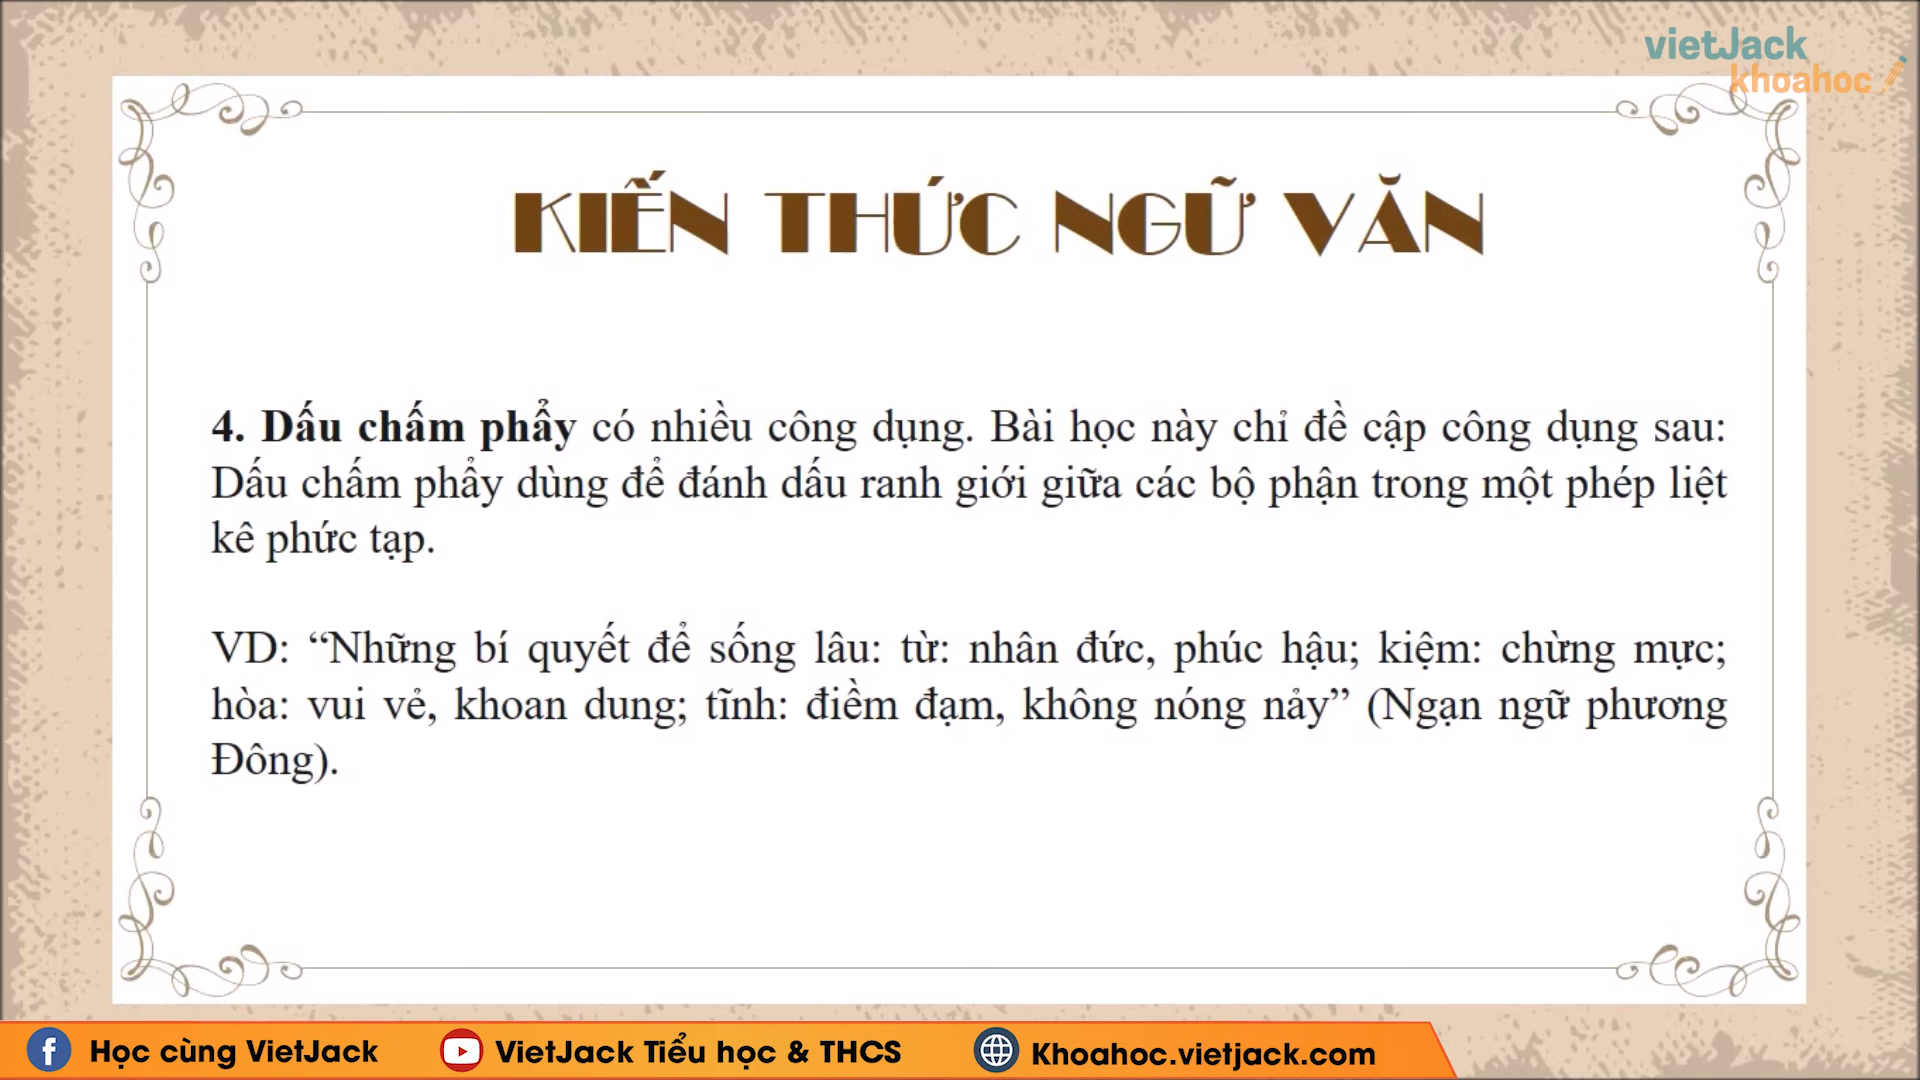 vietJack
khoahoc
KIẾN THỨC NGỮ VĂN
4. Dấu chấm phẩy có nhiều công dụng. Bài học này chỉ đề cập công dụng sau:
Dấu chấm phẩy dùng để đánh dấu ranh giới giữa các bộ phận trong một phép liệt
kê phức tạp.
VD: “Những bí quyết để sống lâu: từ: nhân đức, phúc hậu; kiệm: chừng mực;
hòa: vui vẻ, khoan dung; tĩnh: điềm đạm, không nóng nảy” (Ngạn ngữ phương
Đông).
Học cùng VietJack
VietJack Tiểu học & THCS
Khoahoc.vietjack.com